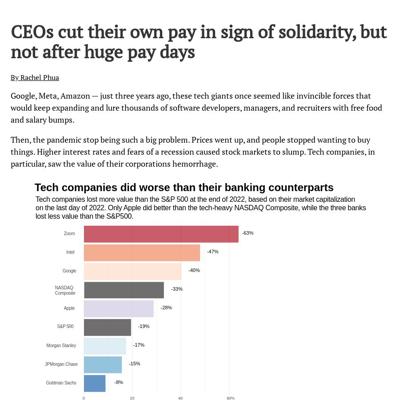 CEOs cut their own pay in sign of solidarity, but
not after huge pay days
By Rachel Phua
Google, Meta, Amazon — just three years ago, these tech giants once seemed like invincible forces that
would keep expanding and lure thousands of software developers, managers, and recruiters with free food
and salary bumps.
Then, the pandemic stop being such a big problem. Prices went up, and people stopped wanting to buy
things. Higher interest rates and fears of a recession caused stock markets to slump. Tech companies, in
particular, saw the value of their corporations hemorrhage.
Tech companies did worse than their banking counterparts
Tech companies lost more value than the S&P 500 at the end of 2022, based on their market capitalization
on the last day of 2022. Only Apple did better than the tech-heavy NASDAQ Composite, while the three banks
lost less value than the S&P500.
Zoom -63%
Intel -47%
Google -40%
NASDAQ
Composite -33%
Apple -28%
S&P 500 -19%
Morgan Stanley -17%
JPMorgan Chase -15%
Goldman Sachs -8%
0 20 40 60%